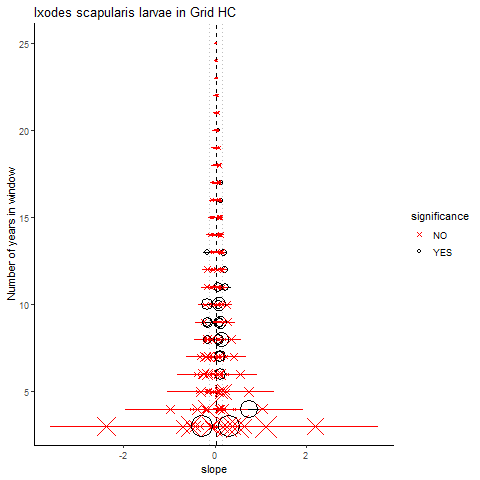 Ixodes scapularis larvae in Grid HC
25
20
15
10
5
Number of years in window
-2
0
2
slope
significance
NO
YES